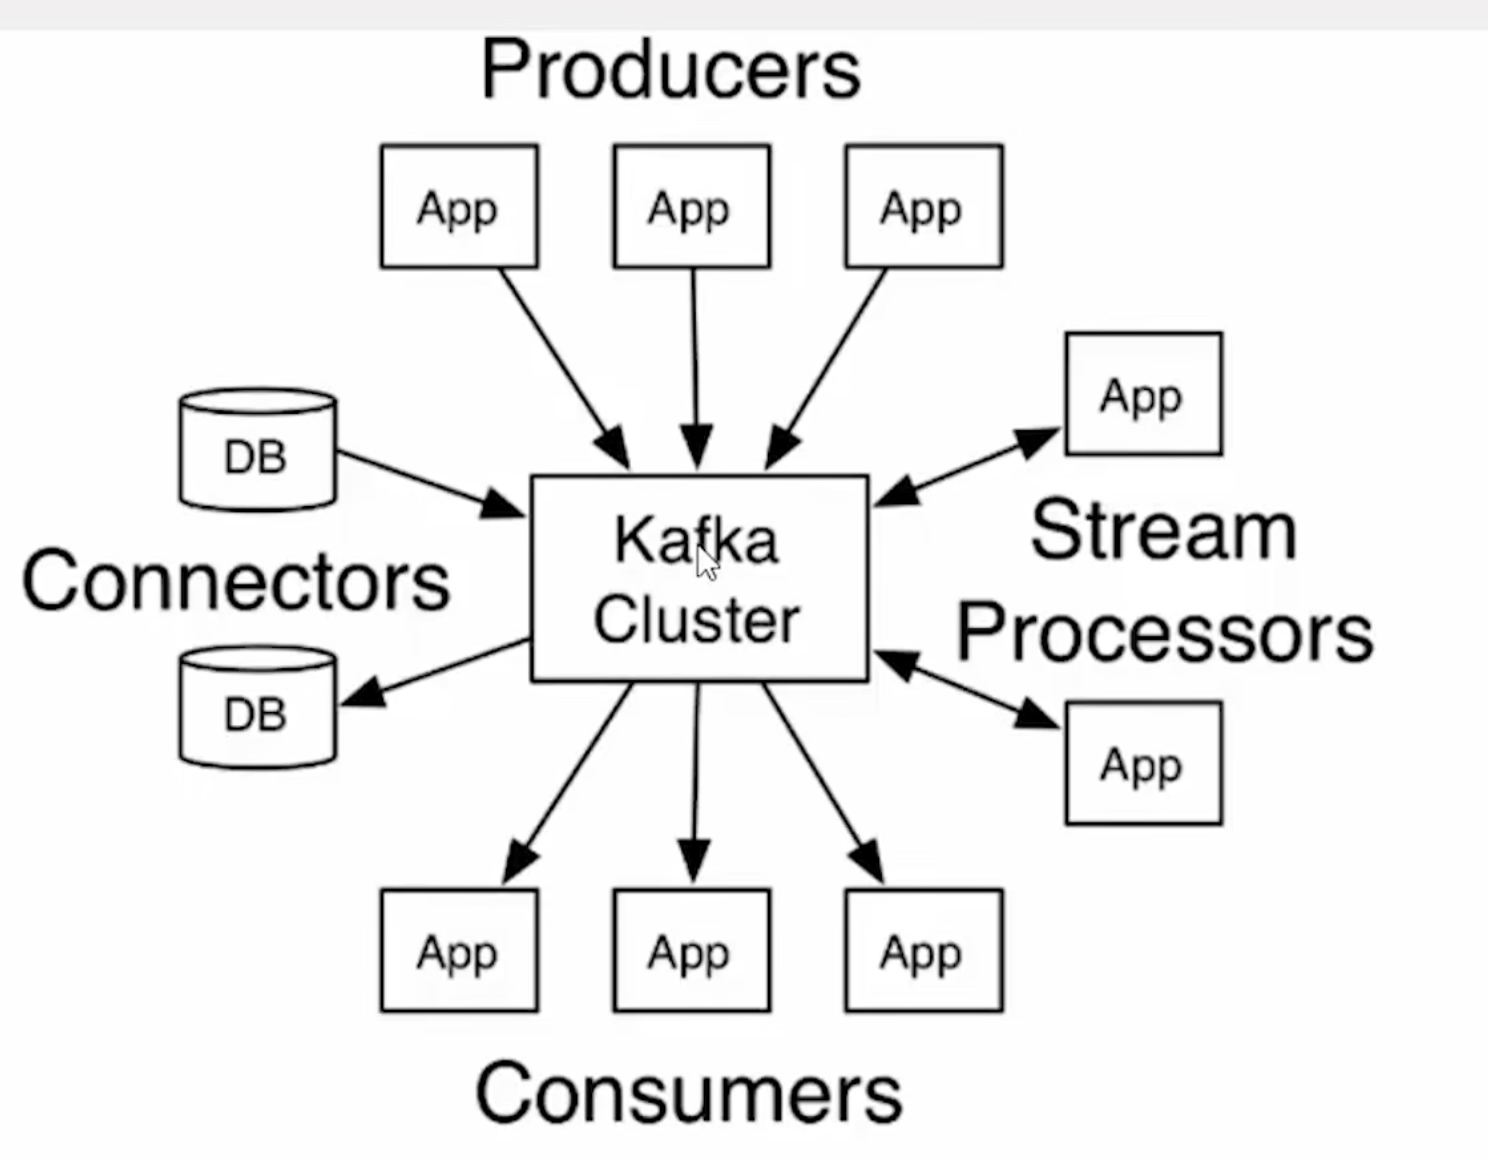 Producers
App
App
App
App
DB
Kafka
Cluster
Stream
Processors
Connectors
DB
App
App
App
App
Consumers